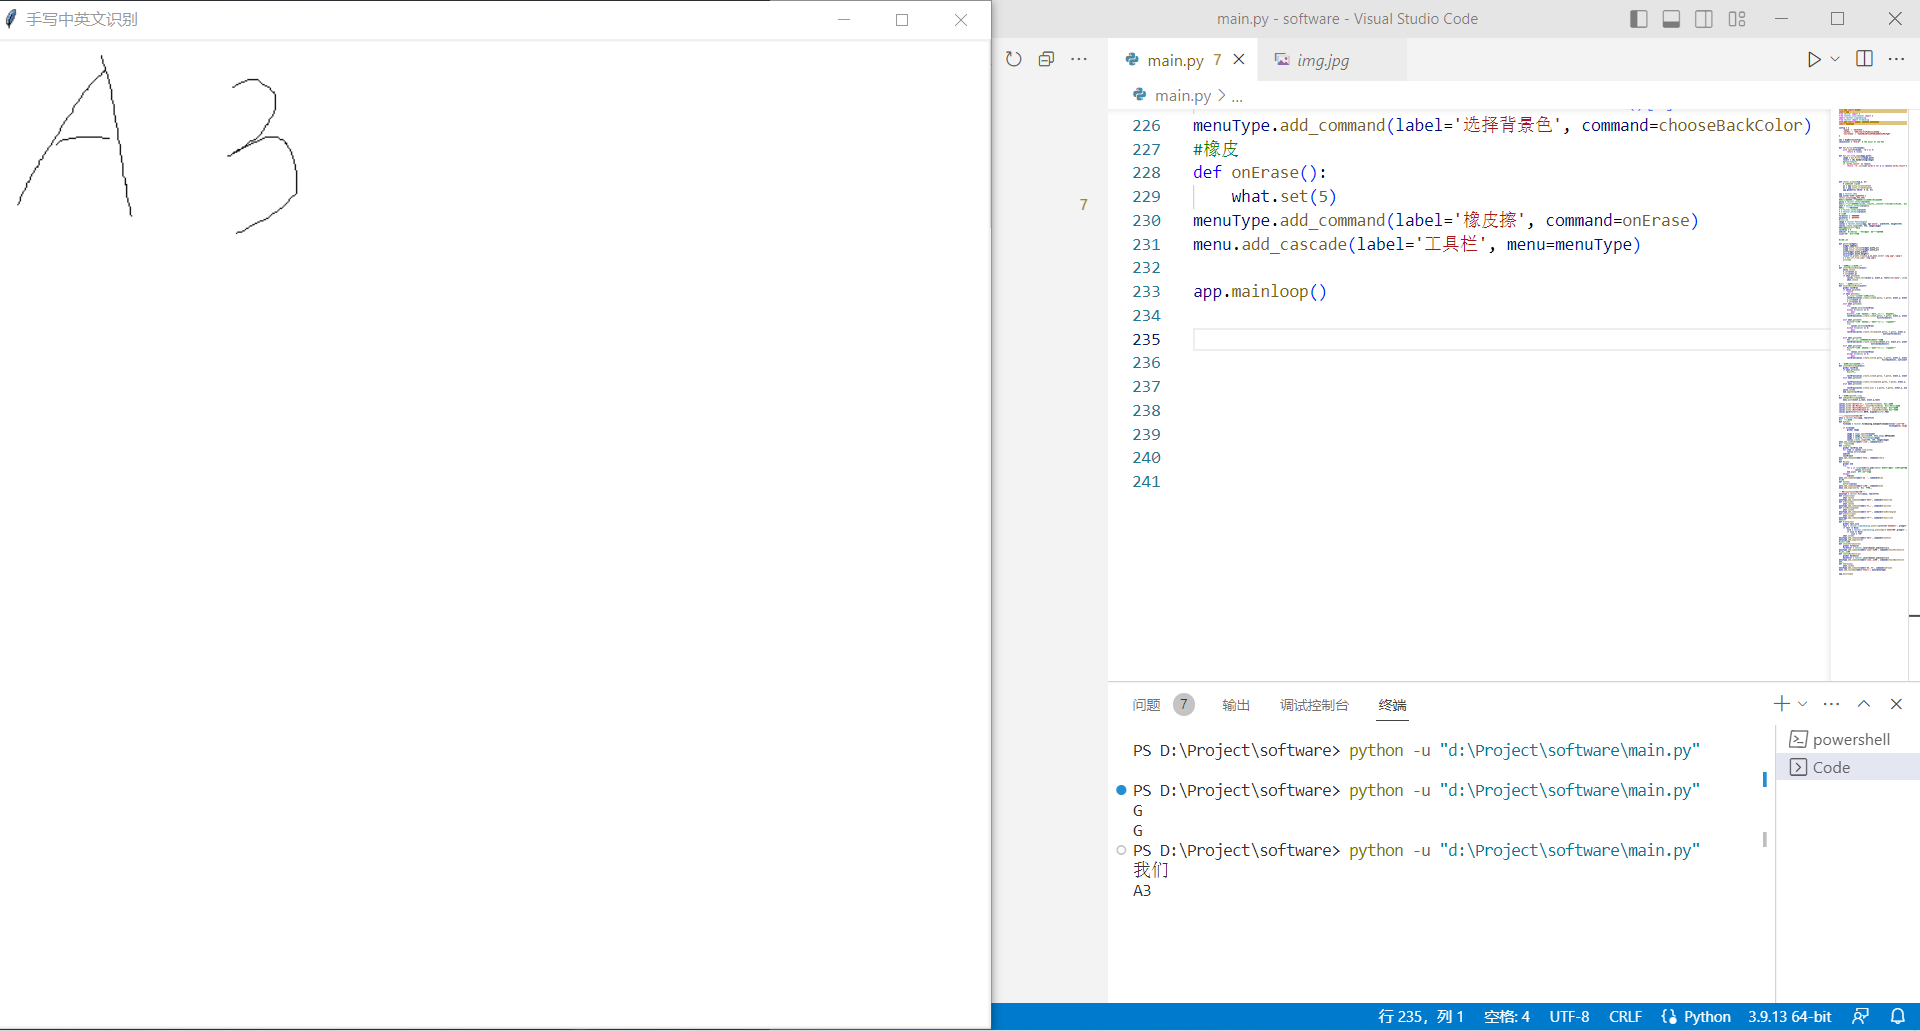 手写中英文识别
A 3
main.py - software - Visual Studio Code
main.py 7
img.jpg
main.py > ...
7
226 menuType.add_command(label='选择背景色', command=chooseBackColor)
227 #橡皮
228 def onErase():
229     what.set(5)
230 menuType.add_command(label='橡皮擦', command=onErase)
231 menu.add_cascade(label='工具栏', menu=menuType)
232
233 app.mainloop()
234
235
236
237
238
239
240
241
问题 7 输出 调试控制台 终端
PS D:\Project\software> python -u "d:\Project\software\main.py"
PS D:\Project\software> python -u "d:\Project\software\main.py"
G
G
PS D:\Project\software> python -u "d:\Project\software\main.py"
我们
A3
powershell
Code
行 235，列 1 空格: 4 UTF-8 CRLF Python 3.9.13 64-bit